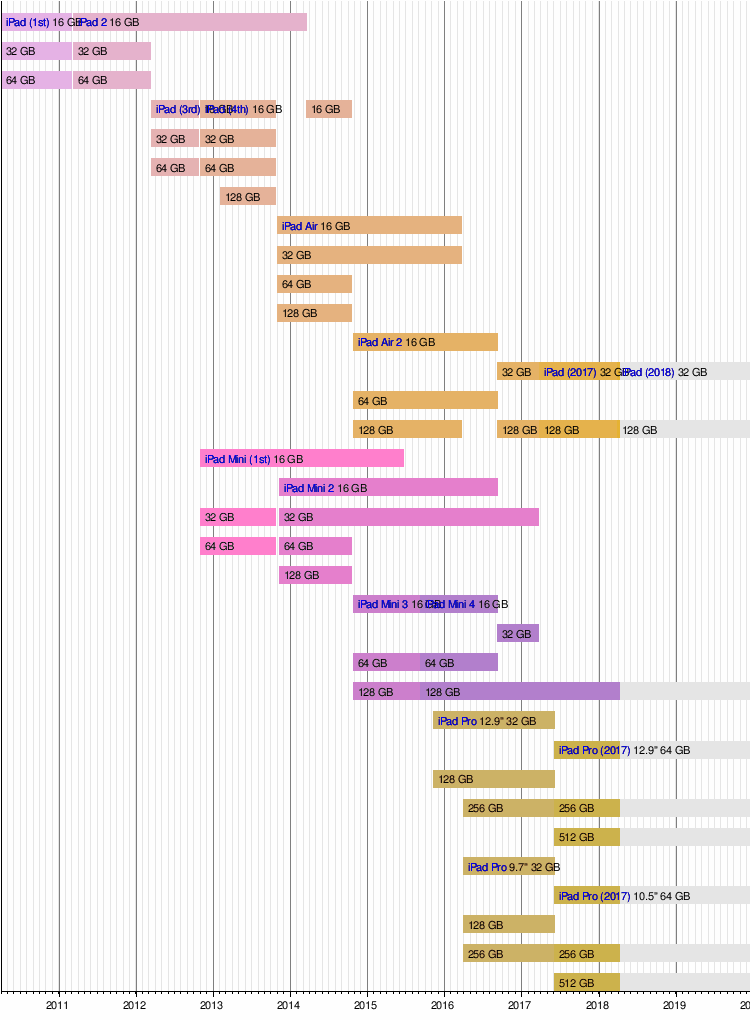 iPad (1st) 16 GB iPad 2 16 GB
32 GB 32 GB
64 GB 64 GB
iPad (3rd) 16 GB iPad (4th) 16 GB 16 GB
32 GB 32 GB
64 GB 64 GB
128 GB
iPad Air 16 GB
32 GB
64 GB
128 GB
iPad Air 2 16 GB
32 GB iPad (2017) 32 GB iPad (2018) 32 GB
64 GB
128 GB 128 GB 128 GB 128 GB
iPad Mini (1st) 16 GB
iPad Mini 2 16 GB
32 GB 32 GB
64 GB 64 GB
128 GB
iPad Mini 3 16 GB iPad Mini 4 16 GB
32 GB
64 GB 64 GB
128 GB 128 GB
iPad Pro 12.9" 32 GB
iPad Pro (2017) 12.9" 64 GB
128 GB
256 GB 256 GB
512 GB
iPad Pro 9.7" 32 GB
iPad Pro (2017) 10.5" 64 GB
128 GB
256 GB 256 GB
512 GB
2011 2012 2013 2014 2015 2016 2017 2018 2019 20